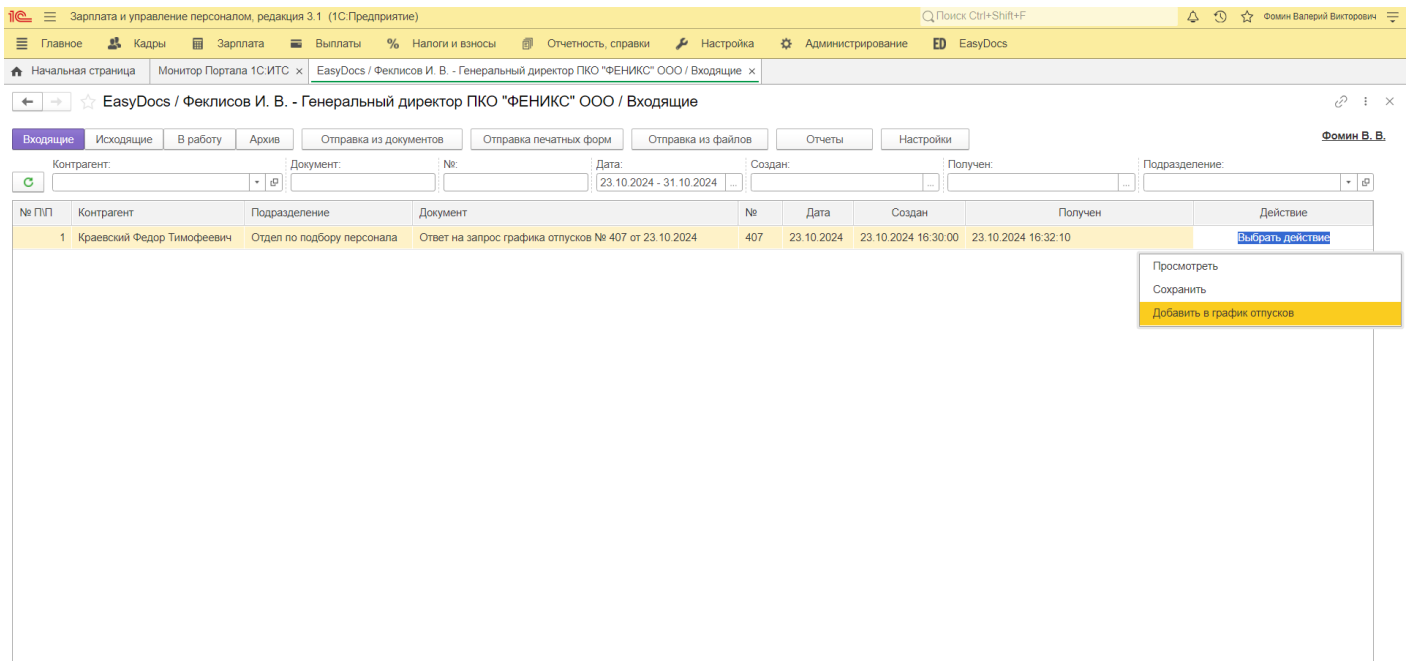 1С Зарплата и управление персоналом, редакция 3.1 (1С:Предприятие) Поиск Ctrl+Shift+F Фомин Валерий Викторович
Главное Кадры Зарплата Выплаты % Налоги и взносы Отчетность, справки Настройка Администрирование ED EasyDocs
Начальная страница Монитор Портала 1С:ИТС × EasyDocs / Феклисов И. В. - Генеральный директор ПКО "ФЕНИКС" ООО / Входящие ×
EasyDocs / Феклисов И. В. - Генеральный директор ПКО "ФЕНИКС" ООО / Входящие
Входящие Исходящие В работу Архив Отправка из документов Отправка печатных форм Отправка из файлов Отчеты Настройки Фомин В. В.
Контрагент: Документ: №: Дата: Создан: Получен: Подразделение:
23.10.2024 - 31.10.2024 ... ... ...
№ П\П Контрагент Подразделение Документ № Дата Создан Получен Действие
1 Краевский Федор Тимофеевич Отдел по подбору персонала Ответ на запрос графика отпусков № 407 от 23.10.2024 407 23.10.2024 23.10.2024 16:30:00 23.10.2024 16:32:10 Выбрать действие
Просмотреть
Сохранить
Добавить в график отпусков